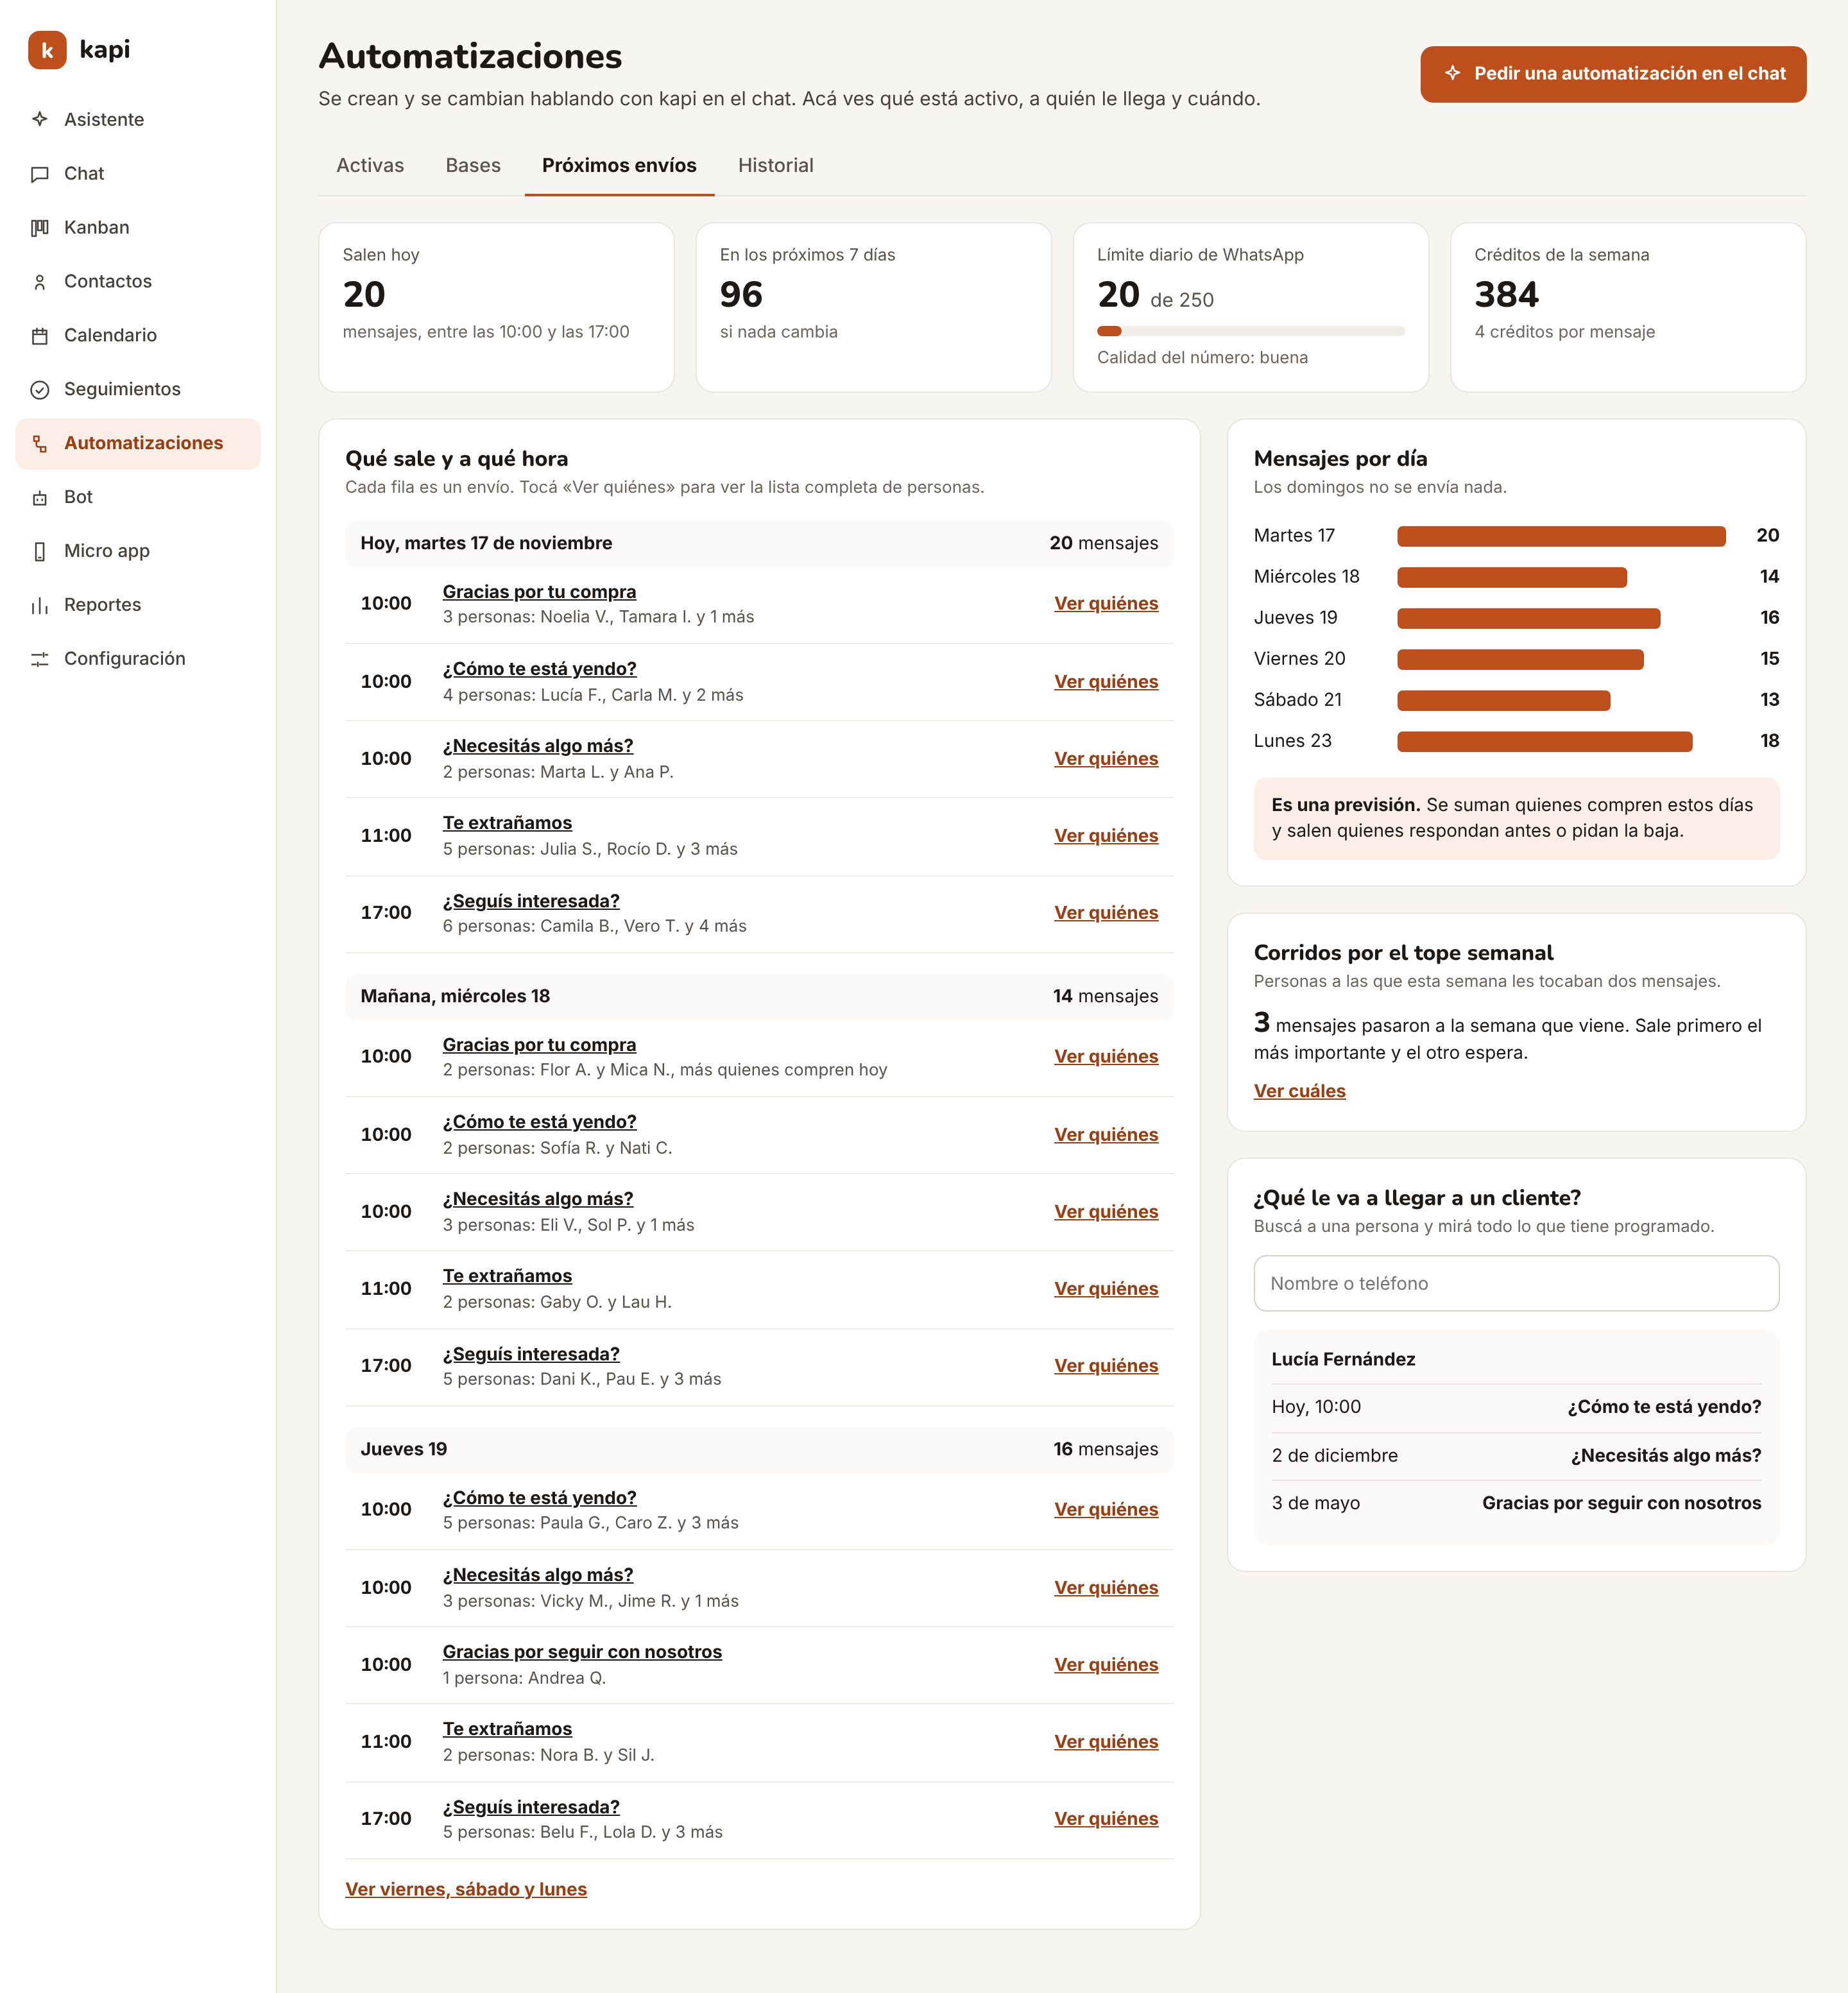 k kapi
Asistente
Chat
Kanban
Contactos
Calendario
Seguimientos
Automatizaciones
Bot
Micro app
Reportes
Configuración
Automatizaciones
Se crean y se cambian hablando con kapi en el chat. Acá ves qué está activo, a quién le llega y cuándo.
Pedir una automatización en el chat
Activas Bases Próximos envíos Historial
Salen hoy
20
mensajes, entre las 10:00 y las 17:00
En los próximos 7 días
96
si nada cambia
Límite diario de WhatsApp
20 de 250
Calidad del número: buena
Créditos de la semana
384
4 créditos por mensaje
Qué sale y a qué hora
Cada fila es un envío. Tocá «Ver quiénes» para ver la lista completa de personas.
Hoy, martes 17 de noviembre 20 mensajes
10:00 Gracias por tu compra Ver quiénes
3 personas: Noelia V., Tamara I. y 1 más
10:00 ¿Cómo te está yendo? Ver quiénes
4 personas: Lucía F., Carla M. y 2 más
10:00 ¿Necesitás algo más? Ver quiénes
2 personas: Marta L. y Ana P.
11:00 Te extrañamos Ver quiénes
5 personas: Julia S., Rocío D. y 3 más
17:00 ¿Seguís interesada? Ver quiénes
6 personas: Camila B., Vero T. y 4 más
Mañana, miércoles 18 14 mensajes
10:00 Gracias por tu compra Ver quiénes
2 personas: Flor A. y Mica N., más quienes compren hoy
10:00 ¿Cómo te está yendo? Ver quiénes
2 personas: Sofía R. y Nati C.
10:00 ¿Necesitás algo más? Ver quiénes
3 personas: Eli V., Sol P. y 1 más
11:00 Te extrañamos Ver quiénes
2 personas: Gaby O. y Lau H.
17:00 ¿Seguís interesada? Ver quiénes
5 personas: Dani K., Pau E. y 3 más
Jueves 19 16 mensajes
10:00 ¿Cómo te está yendo? Ver quiénes
5 personas: Paula G., Caro Z. y 3 más
10:00 ¿Necesitás algo más? Ver quiénes
3 personas: Vicky M., Jime R. y 1 más
10:00 Gracias por seguir con nosotros Ver quiénes
1 persona: Andrea Q.
11:00 Te extrañamos Ver quiénes
2 personas: Nora B. y Sil J.
17:00 ¿Seguís interesada? Ver quiénes
5 personas: Belu F., Lola D. y 3 más
Ver viernes, sábado y lunes
Mensajes por día
Los domingos no se envía nada.
Martes 17 20
Miércoles 18 14
Jueves 19 16
Viernes 20 15
Sábado 21 13
Lunes 23 18
Es una previsión. Se suman quienes compren estos días
y salen quienes respondan antes o pidan la baja.
Corridos por el tope semanal
Personas a las que esta semana les tocaban dos mensajes.
3 mensajes pasaron a la semana que viene. Sale primero el
más importante y el otro espera.
Ver cuáles
¿Qué le va a llegar a un cliente?
Buscá a una persona y mirá todo lo que tiene programado.
Nombre o teléfono
Lucía Fernández
Hoy, 10:00 ¿Cómo te está yendo?
2 de diciembre ¿Necesitás algo más?
3 de mayo Gracias por seguir con nosotros